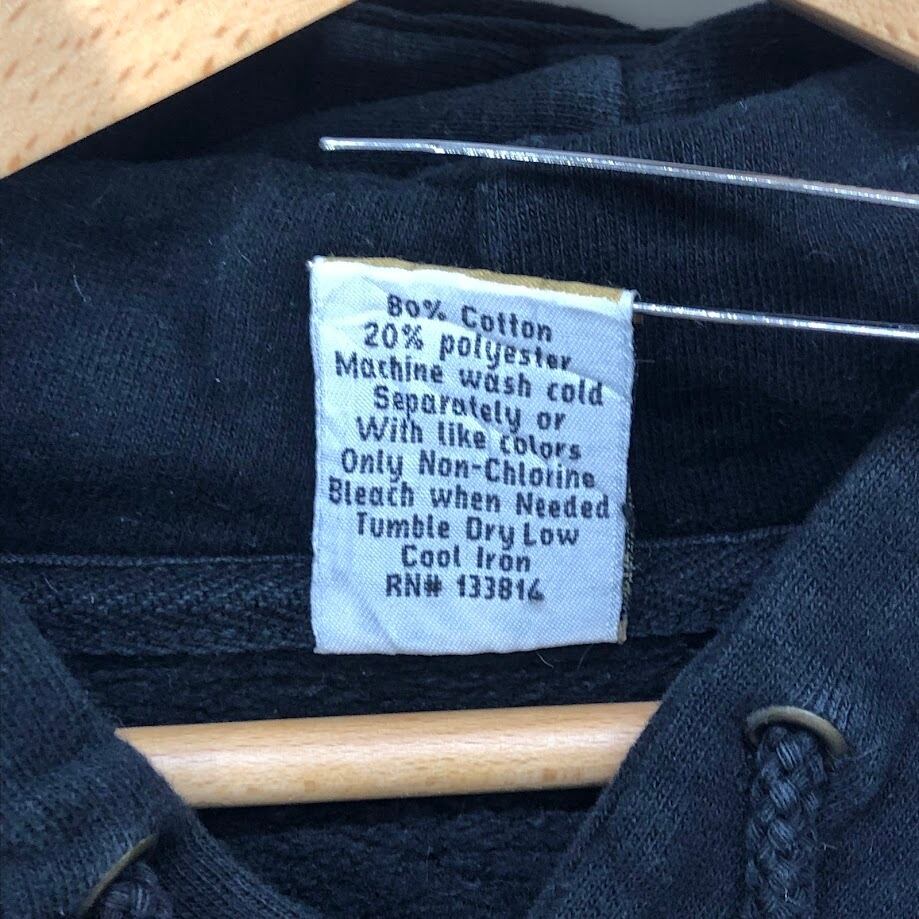 80% Cotton
20% polyester
Machine wash cold
Separately or
With like colors
Only Non-Chlorine
Bleach when Needed
Tumble Dry Low
Cool Iron
RN# 133814